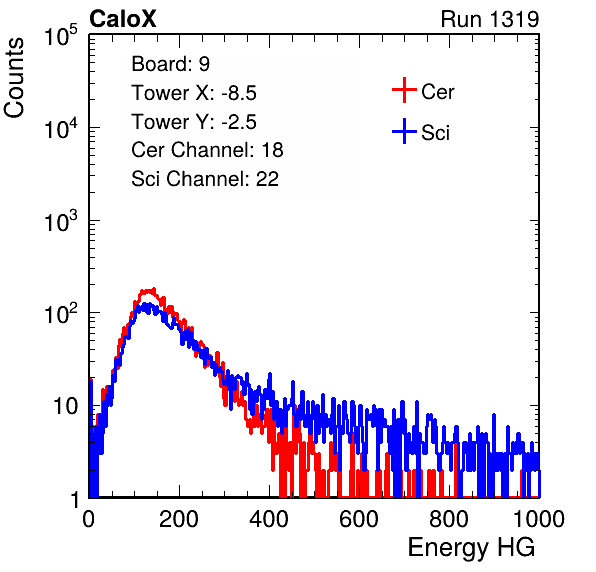 CaloX Run 1319
Counts
10^5
10^4
10^3
10^2
10
1
Board: 9
Tower X: -8.5
Tower Y: -2.5
Cer Channel: 18
Sci Channel: 22
Cer
Sci
0 200 400 600 800 1000
Energy HG